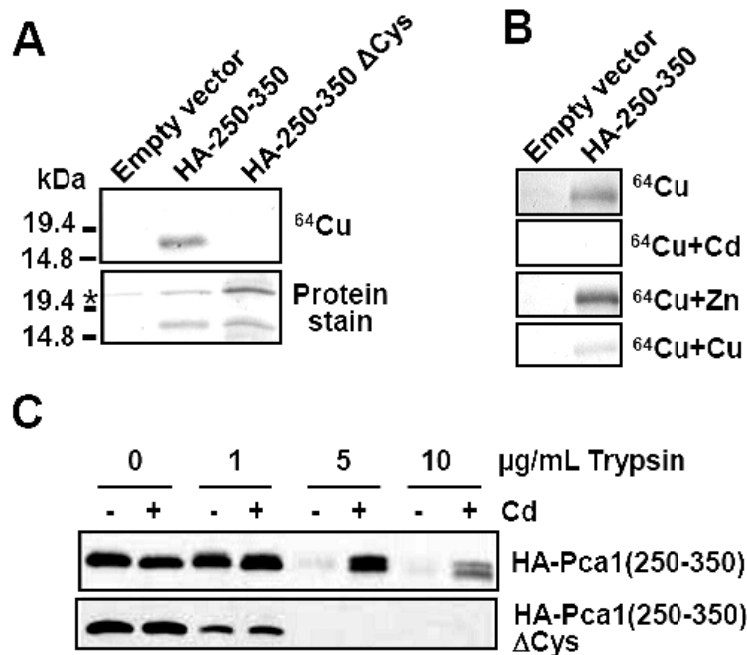 A
Empty vector
HA-250-350
HA-250-350 ΔCys
kDa
19.4
14.8
64Cu
19.4 *
14.8
Protein
stain
B
Empty vector
HA-250-350
64Cu
64Cu+Cd
64Cu+Zn
64Cu+Cu
C
0 1 5 10 µg/mL Trypsin
- + - + - + - + Cd
HA-Pca1(250-350)
HA-Pca1(250-350)
ΔCys